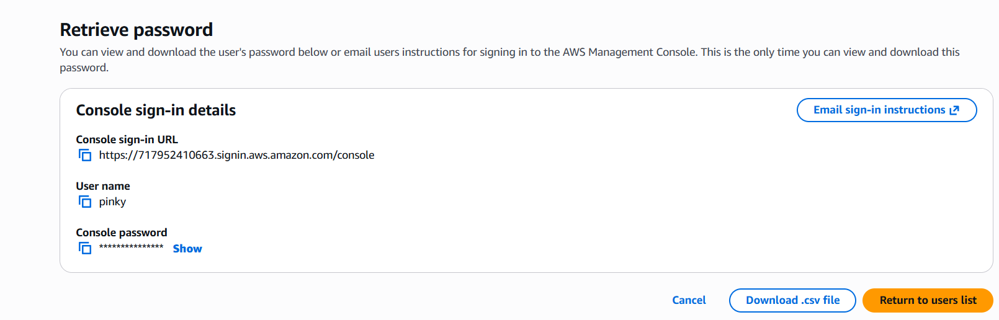 Retrieve password
You can view and download the user's password below or email users instructions for signing in to the AWS Management Console. This is the only time you can view and download this
password.
Console sign-in details
Email sign-in instructions
Console sign-in URL
https://717952410663.signin.aws.amazon.com/console
User name
pinky
Console password
*************** Show
Cancel
Download .csv file
Return to users list